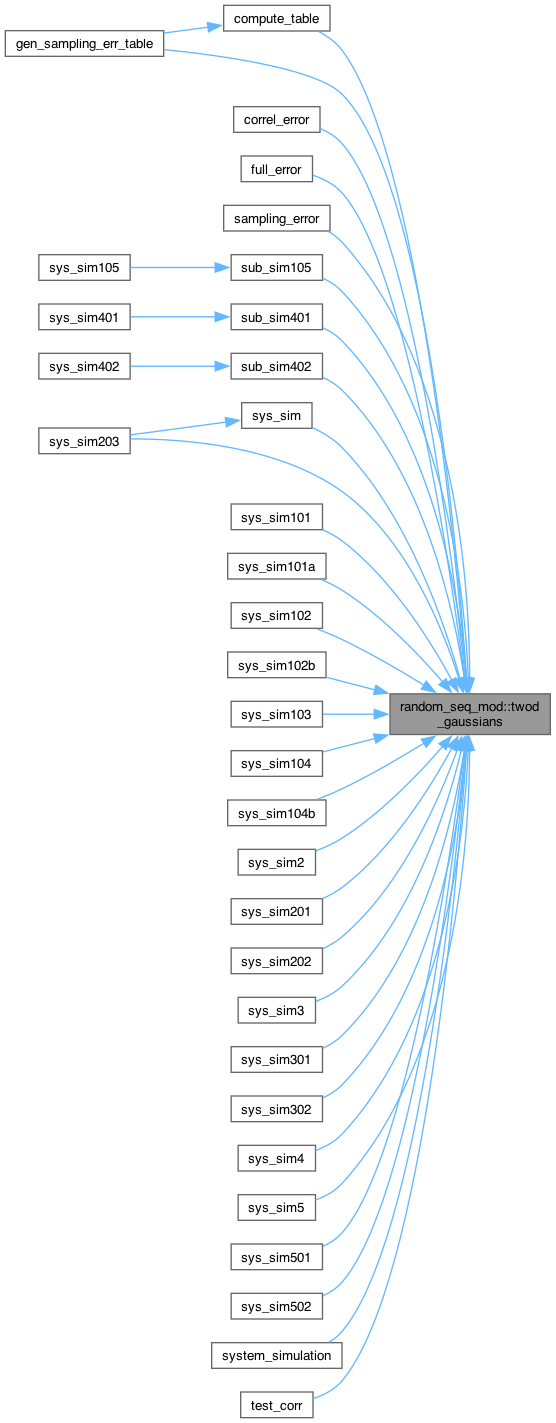 compute_table
gen_sampling_err_table
correl_error
full_error
sampling_error
sys_sim105
sub_sim105
sys_sim401
sub_sim401
sys_sim402
sub_sim402
sys_sim
sys_sim203
sys_sim101
sys_sim101a
sys_sim102
sys_sim102b
random_seq_mod::twod
_gaussians
sys_sim103
sys_sim104
sys_sim104b
sys_sim2
sys_sim201
sys_sim202
sys_sim3
sys_sim301
sys_sim302
sys_sim4
sys_sim5
sys_sim501
sys_sim502
system_simulation
test_corr